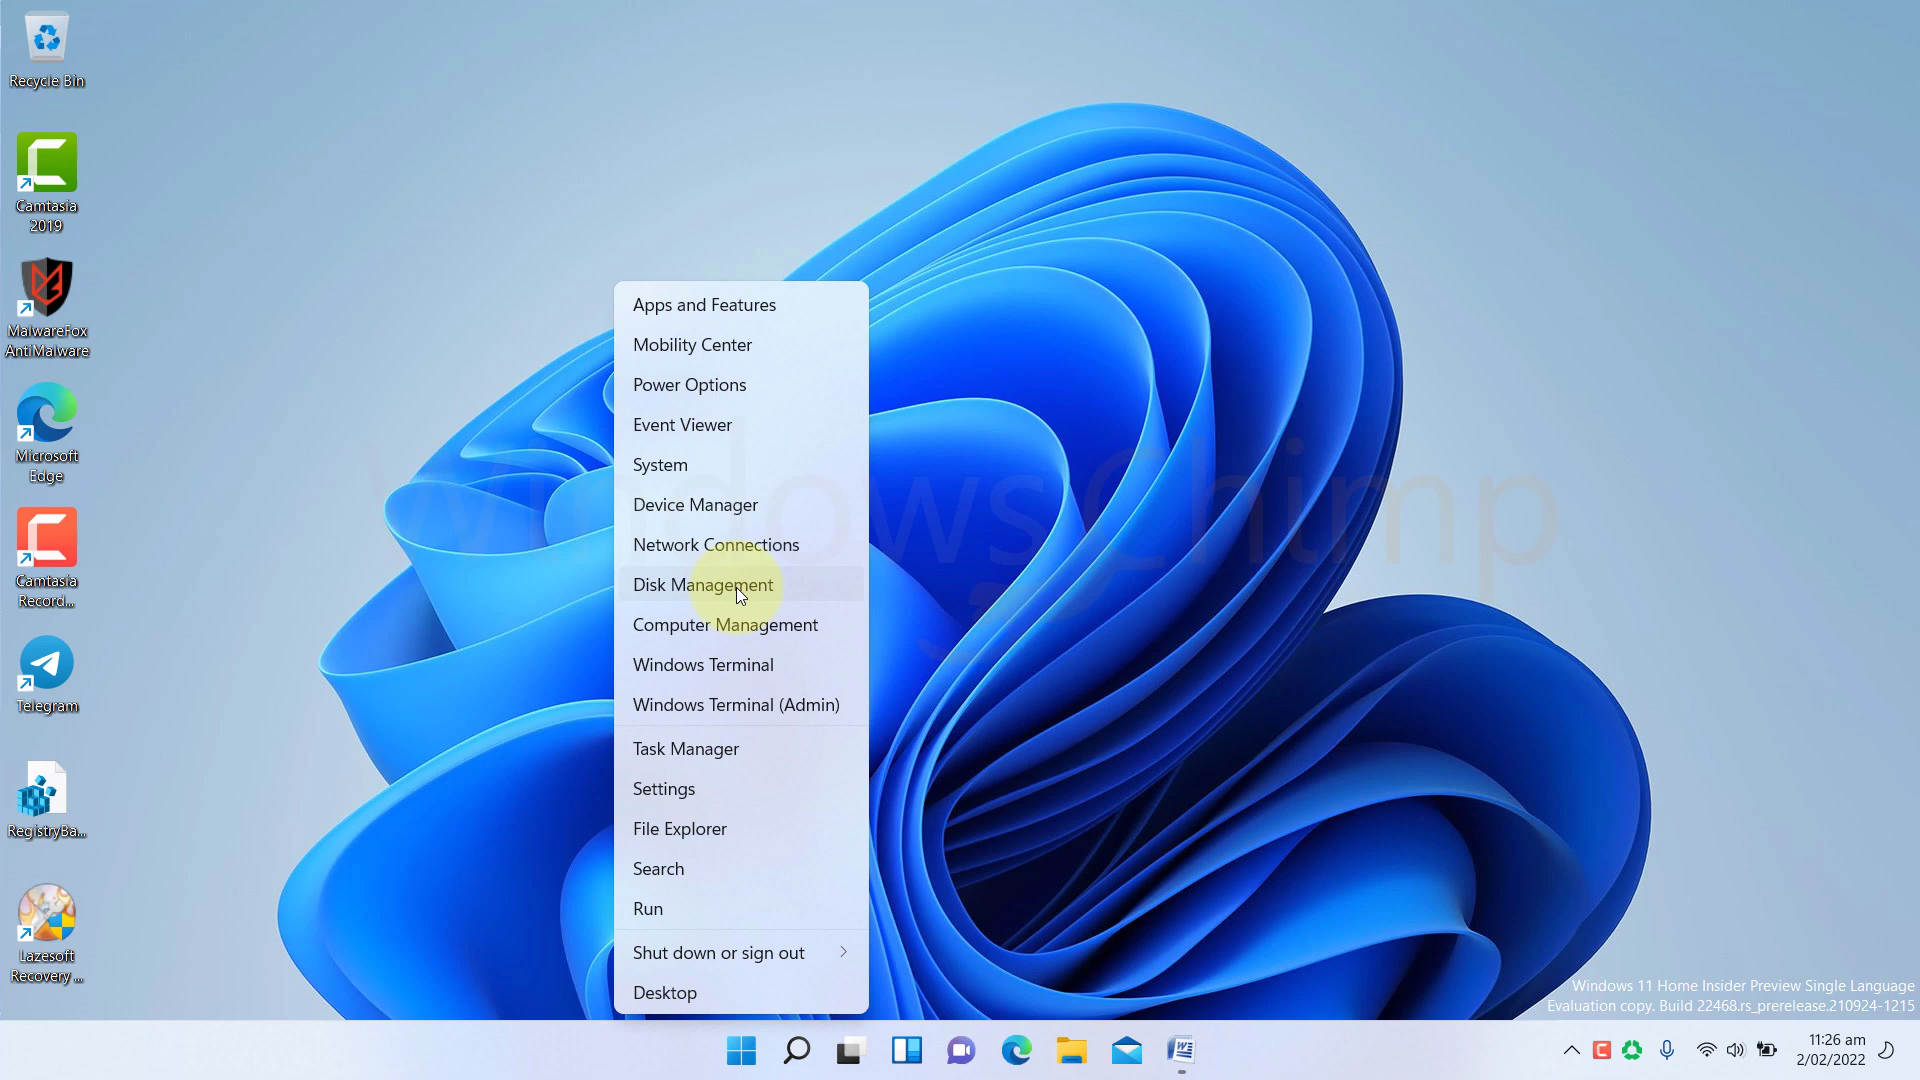 Recycle Bin
Camtasia
2019
MalwareFox
AntiMalware
Microsoft
Edge
Camtasia
Record...
Telegram
RegistryBa...
Lazesoft
Recovery ...
Apps and Features
Mobility Center
Power Options
Event Viewer
System
Device Manager
Network Connections
Disk Management
Computer Management
Windows Terminal
Windows Terminal (Admin)
Task Manager
Settings
File Explorer
Search
Run
Shut down or sign out
Desktop
WindowsChimp
Windows 11 Home Insider Preview Single Language
Evaluation copy. Build 22468.rs_prerelease.210924-1215
11:26 am
2/02/2022